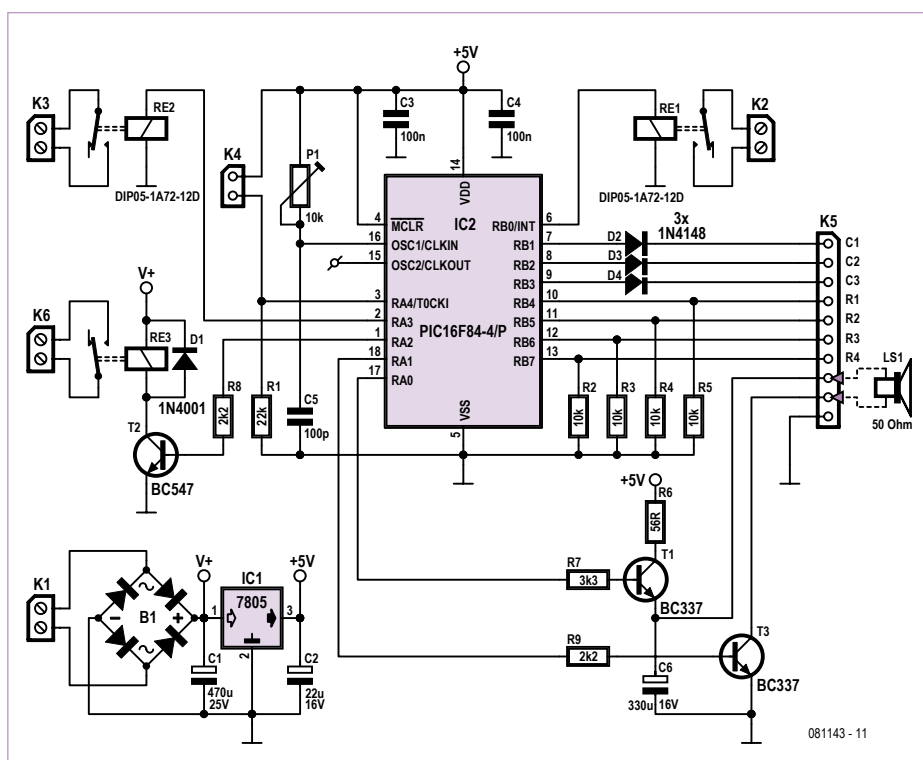 +5V
K3
RE2
DIP05-1A72-12D
K4
P1
10k
C3
100n
C4
100n
RE1
DIP05-1A72-12D
K2
14
VDD
IC2
4 MCLR
16 OSC1/CLKIN
15 OSC2/CLKOUT
3 RA4/T0CKI
2 RA3
1 RA2
18 RA1
17 RA0
PIC16F84-4/P
RB0/INT 6
RB1 7
RB2 8
RB3 9
RB4 10
RB5 11
RB6 12
RB7 13
VSS
5
3x
1N4148
D2
D3
D4
K5
C1
C2
C3
R1
R2
R3
R4
LS1
50 Ohm
V+
K6
RE3
D1
1N4001
T2
BC547
R8
2k2
R1
22k
C5
100p
R2
10k
R3
10k
R4
10k
R5
10k
+5V
R6
56R
T1
BC337
R7
3k3
R9
2k2
T3
BC337
C6
330u 16V
K1
B1
V+
IC1
7805
+5V
1
3
2
C1
470u
25V
C2
22u
16V
081143 - 11